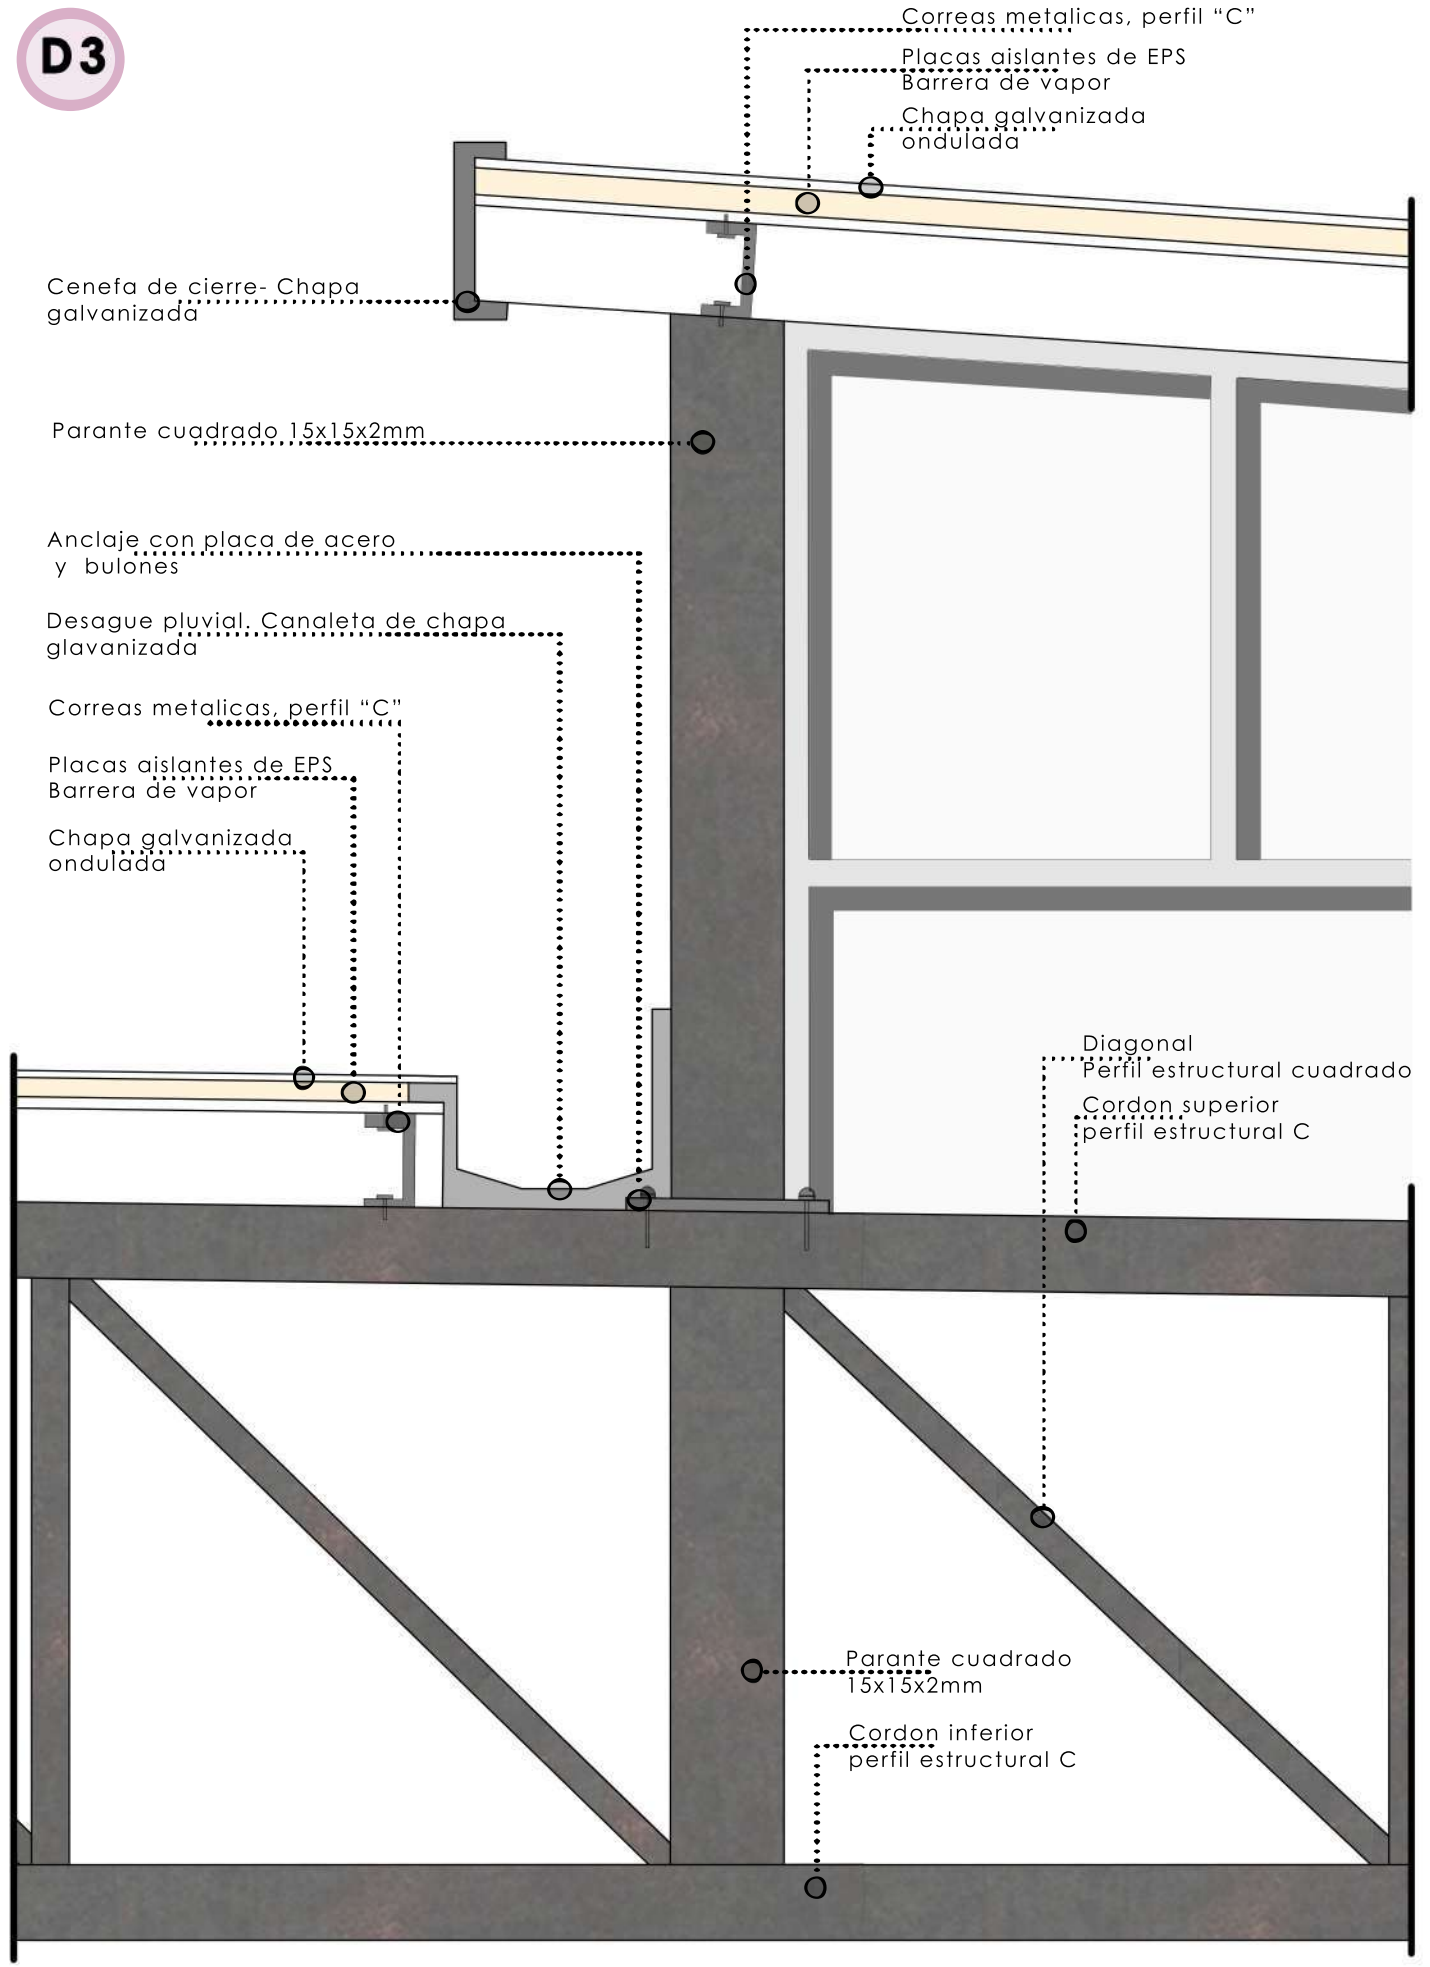 D3
Correas metalicas, perfil “C”
Placas aislantes de EPS
Barrera de vapor
Chapa galvanizada
ondulada
Cenefa de cierre- Chapa
galvanizada
Parante cuadrado 15x15x2mm
Anclaje con placa de acero
y bulones
Desague pluvial. Canaleta de chapa
glavanizada
Correas metalicas, perfil “C”
Placas aislantes de EPS
Barrera de vapor
Chapa galvanizada
ondulada
Diagonal
Perfil estructural cuadrado
Cordon superior
perfil estructural C
Parante cuadrado
15x15x2mm
Cordon inferior
perfil estructural C